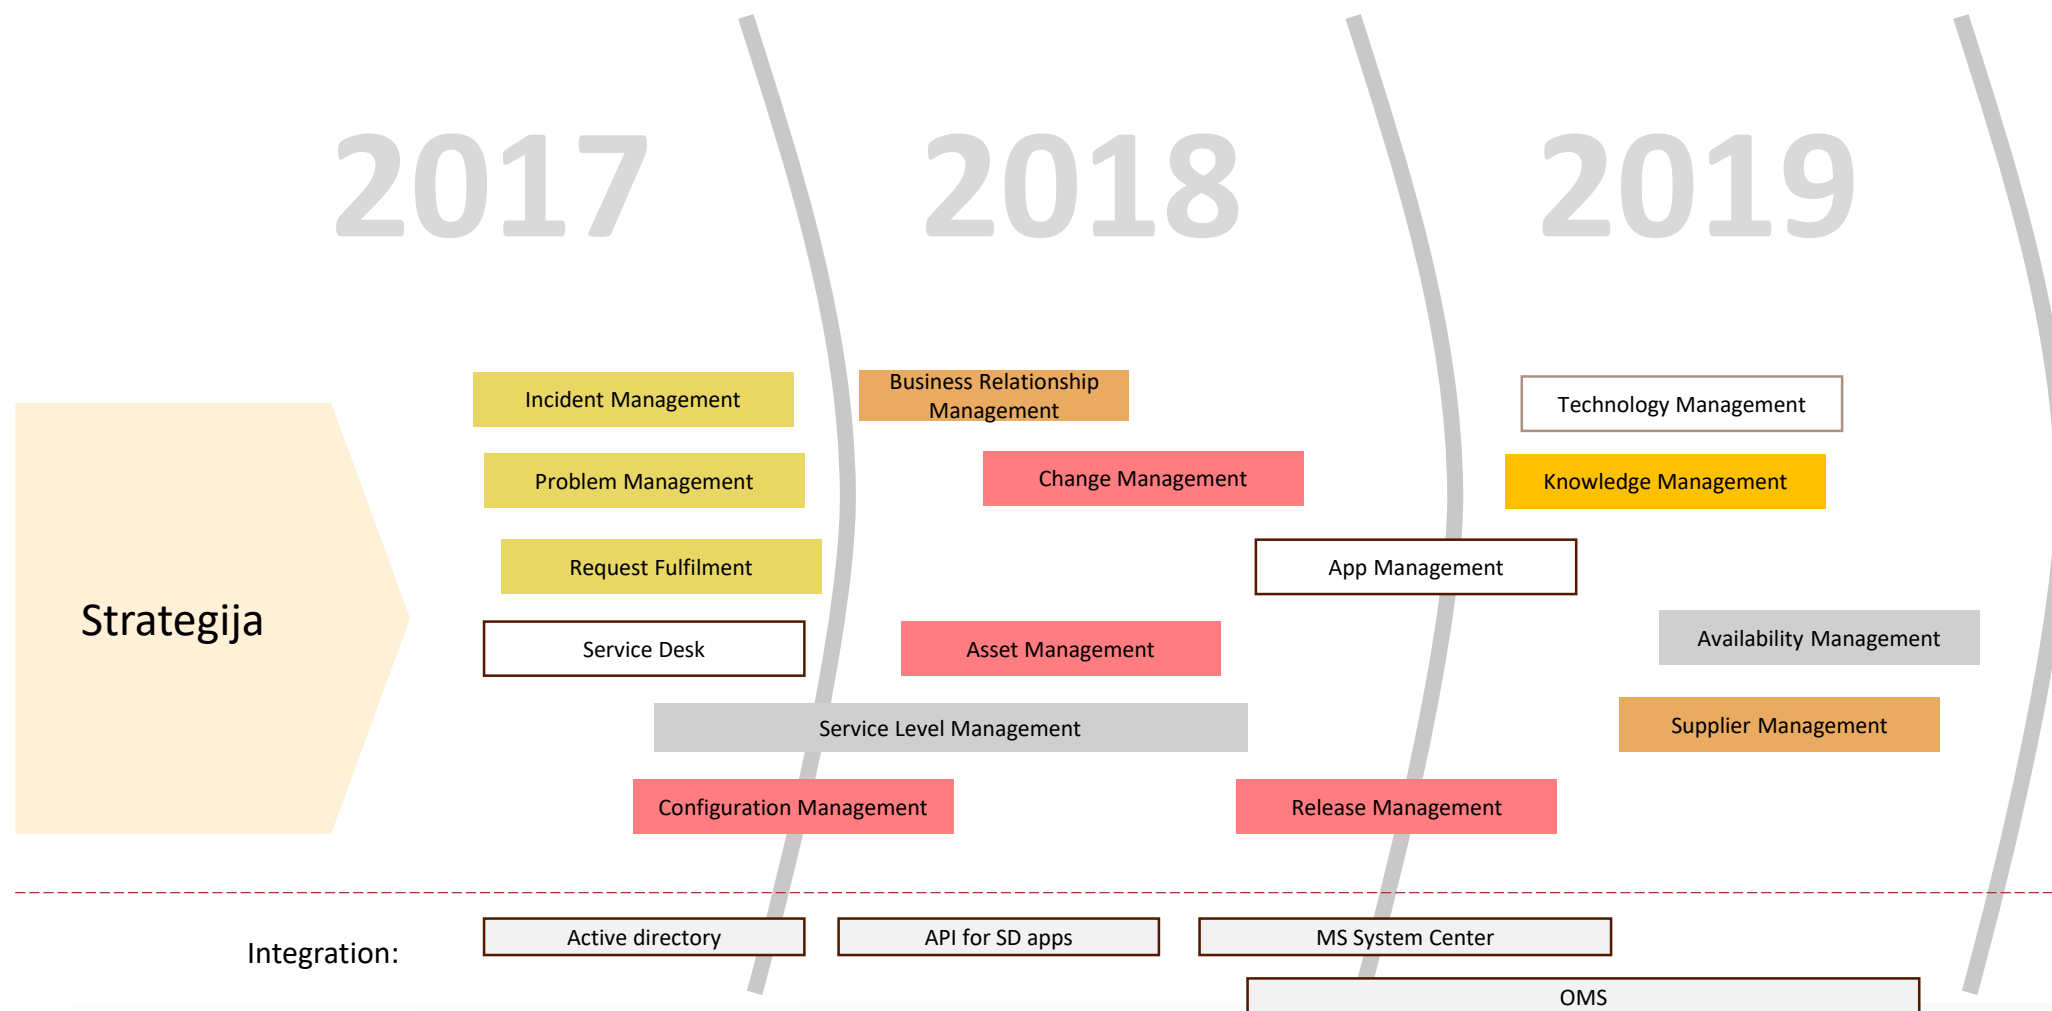 2017
2018
2019
Incident Management
Business Relationship
Management
Technology Management
Problem Management
Change Management
Knowledge Management
Request Fulfilment
App Management
Strategija
Service Desk
Asset Management
Availability Management
Service Level Management
Supplier Management
Configuration Management
Release Management
Integration:
Active directory
API for SD apps
MS System Center
OMS